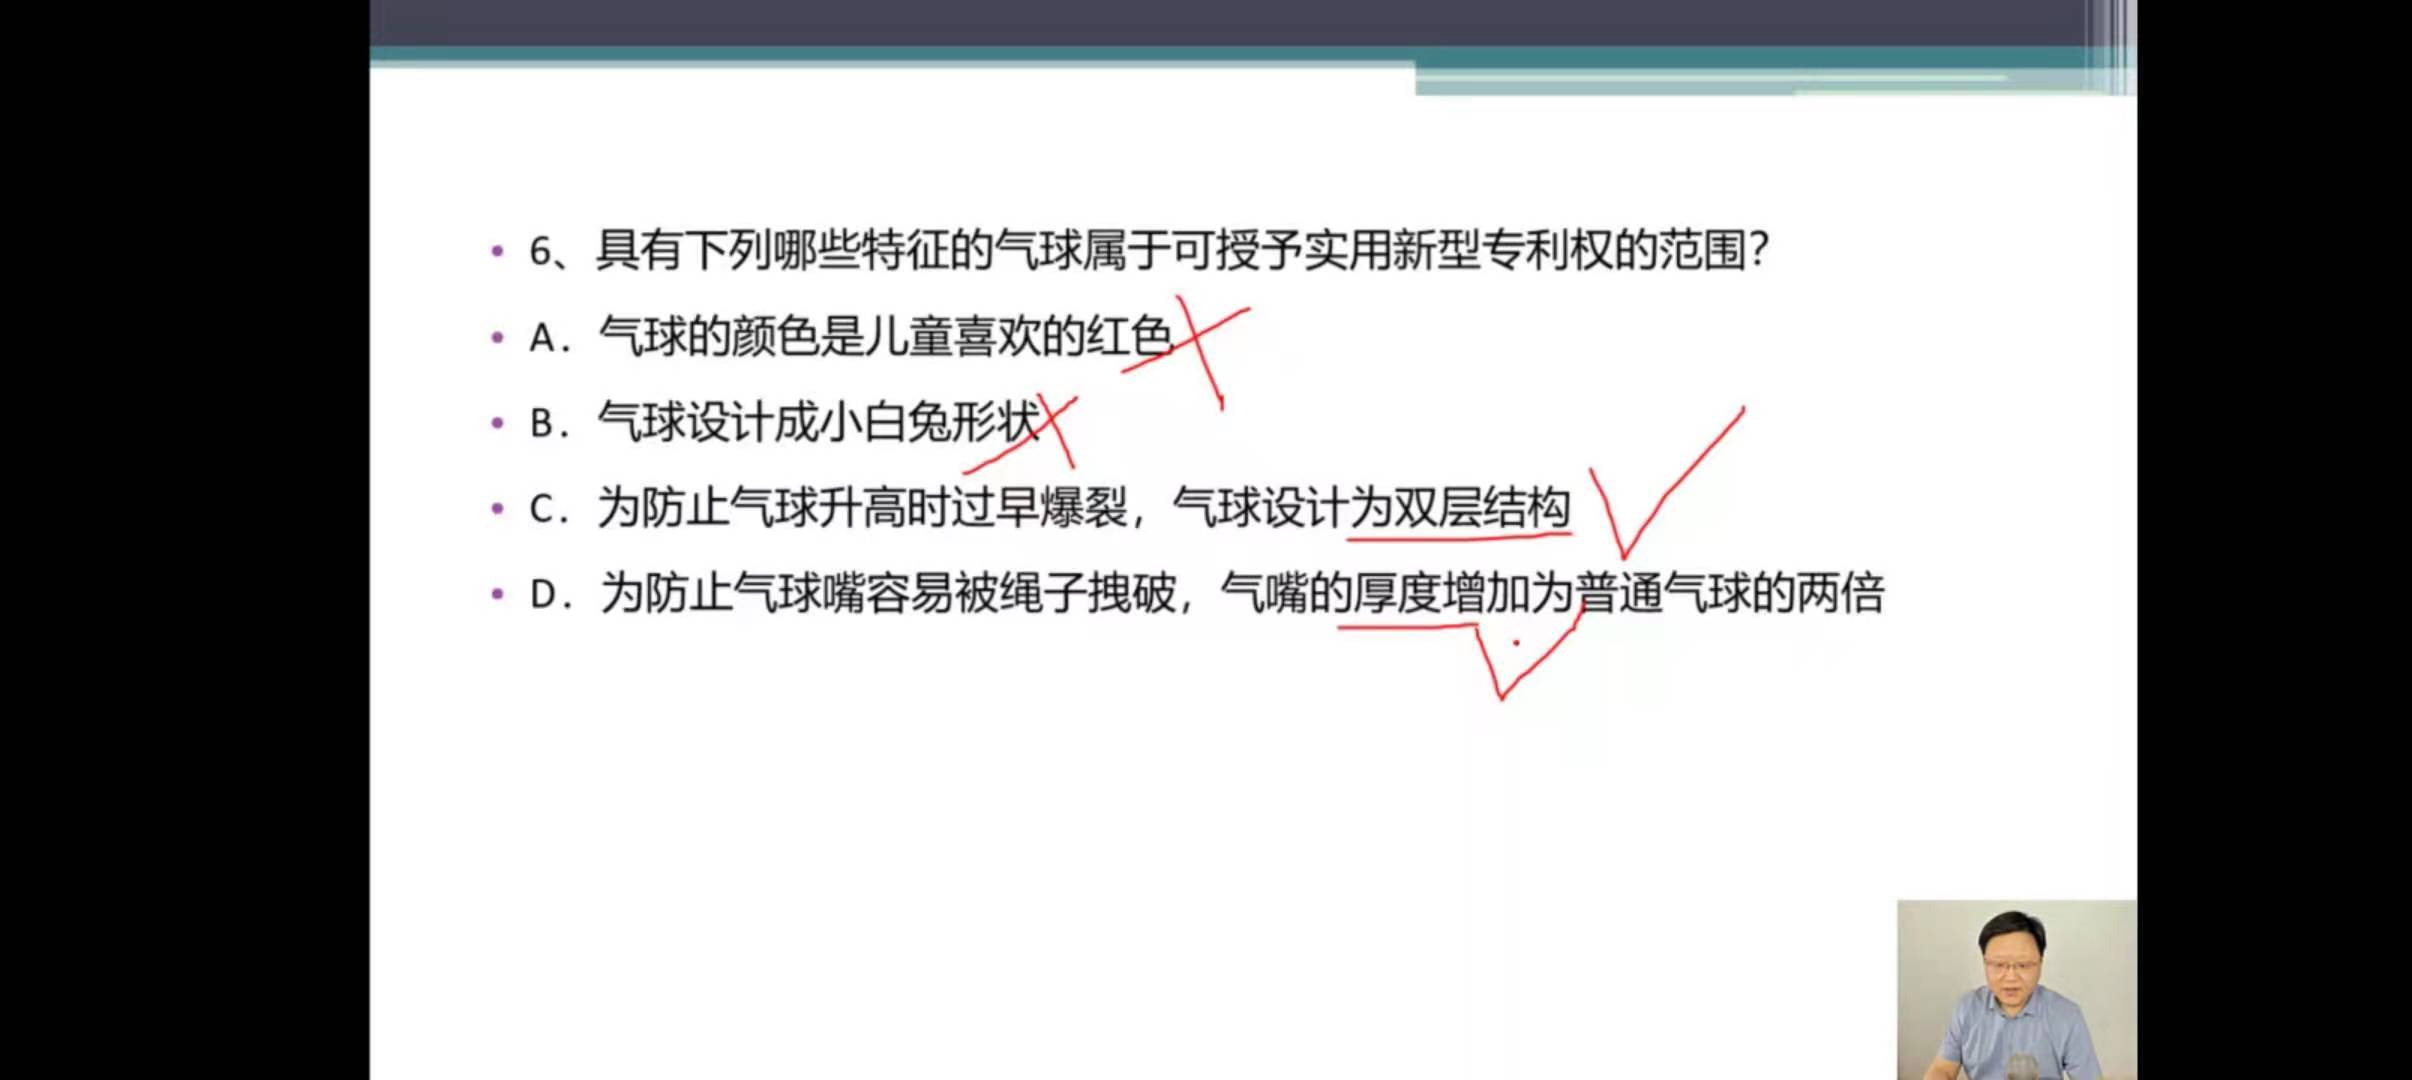 6、具有下列哪些特征的气球属于可授予实用新型专利权的范围？
A. 气球的颜色是儿童喜欢的红色
B. 气球设计成小白兔形状
C. 为防止气球升高时过早爆裂，气球设计为双层结构
D. 为防止气球嘴容易被绳子拽破，气嘴的厚度增加为普通气球的两倍